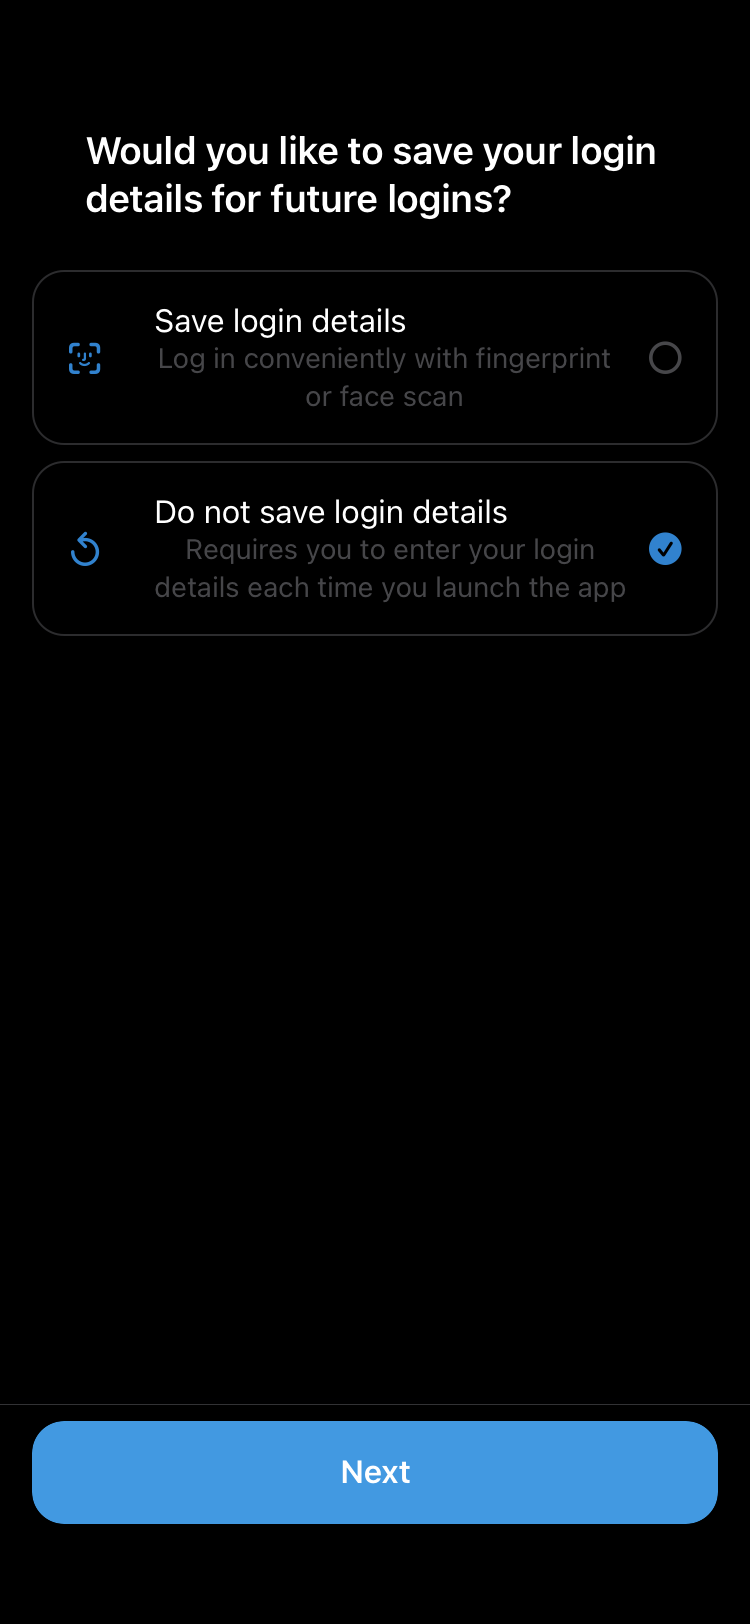 Would you like to save your login
details for future logins?
Save login details
Log in conveniently with fingerprint
or face scan
Do not save login details
Requires you to enter your login
details each time you launch the app
Next